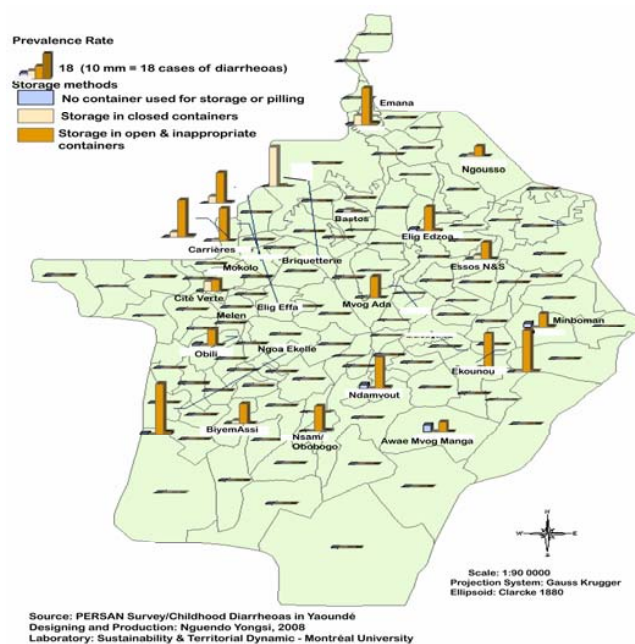 Prevalence Rate
18 (10 mm = 18 cases of diarrheoas)
Storage methods
No container used for storage or pilling
Storage in closed containers
Storage in open & inappropriate
containers
Emana
Ngousso
Bastos
Elig Edzoa
Carrières
Essos N&S
Briquetterie
Mokolo
Cité Verte
Mvog Ada
Elig Effa
Melen
Minboman
Obili
Ngoa Ekelle
Ekounou
Ndamvout
BiyemAssi
Nsam/
Obobogo
Awae Mvog Manga
N
W
E
S
Scale: 1:90 0000
Projection System: Gauss Krugger
Ellipsoid: Clarcke 1880
Source: PERSAN Survey/Childhood Diarrheoas in Yaoundé
Designing and Production: Nguendo Yongsi, 2008
Laboratory: Sustainability & Territorial Dynamic - Montréal University